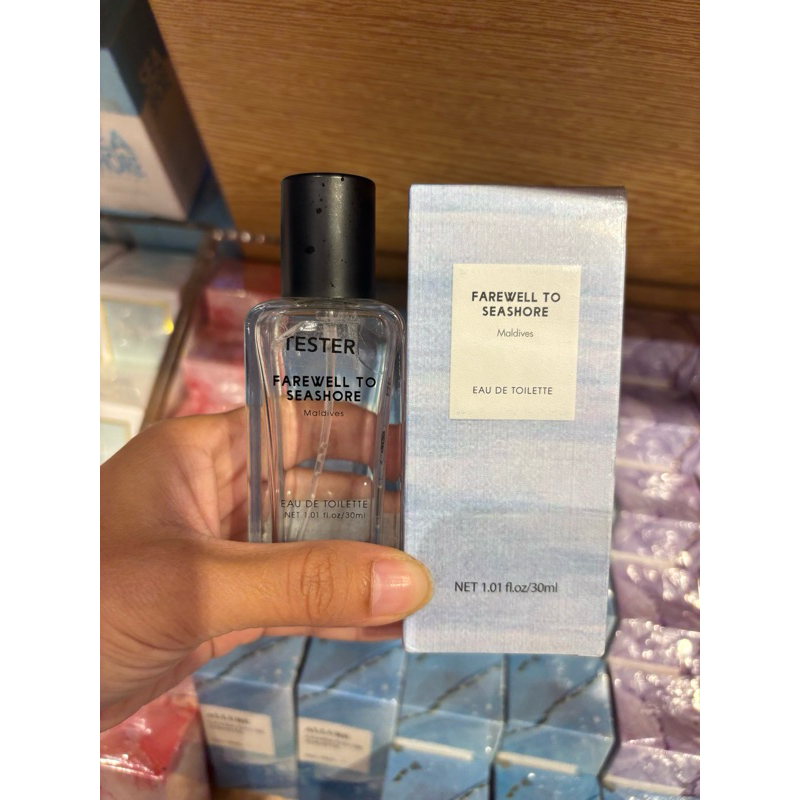 TESTER
FAREWELL TO
SEASHORE
Maldives
EAU DE TOILETTE
NET 1.01 fl.oz/30ml
FAREWELL TO
SEASHORE
Maldives
EAU DE TOILETTE
NET 1.01 fl.oz/30ml